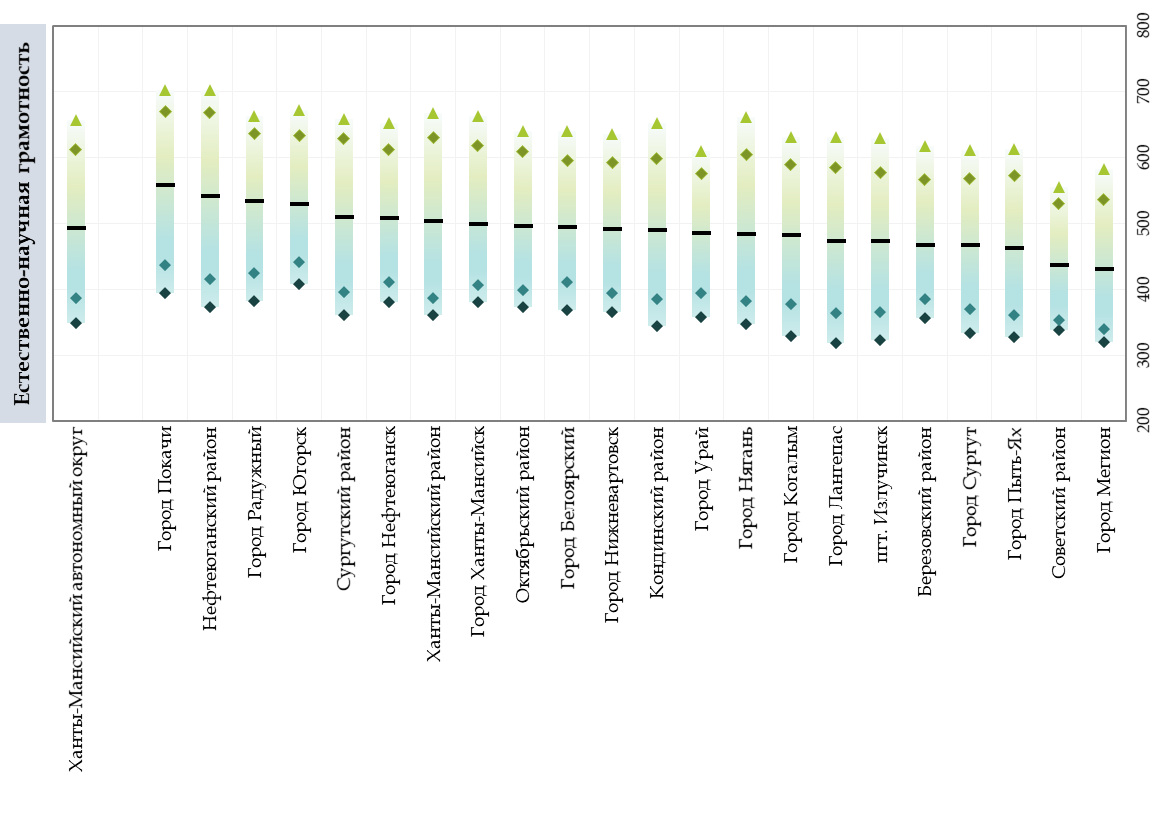 Естественно-научная грамотность
800
700
600
500
400
300
200
Ханты-Мансийский автономный округ
Город Покачи
Нефтеюганский район
Город Радужный
Город Югорск
Сургутский район
Город Нефтеюганск
Ханты-Мансийский район
Город Ханты-Мансийск
Октябрьский район
Город Белоярский
Город Нижневартовск
Кондинский район
Город Урай
Город Нягань
Город Когалым
Город Лангепас
пгт. Излучинск
Березовский район
Город Сургут
Город Пыть-Ях
Советский район
Город Мегион